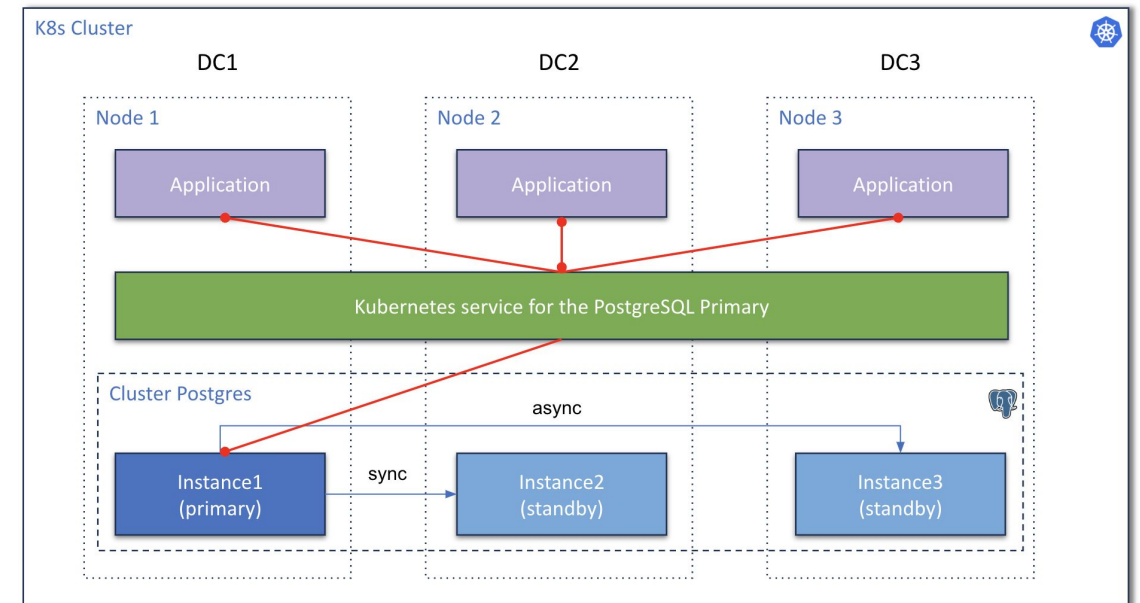 K8s Cluster
DC1
DC2
DC3
Node 1
Node 2
Node 3
Application
Application
Application
Kubernetes service for the PostgreSQL Primary
Cluster Postgres
async
sync
Instance1
(primary)
Instance2
(standby)
Instance3
(standby)